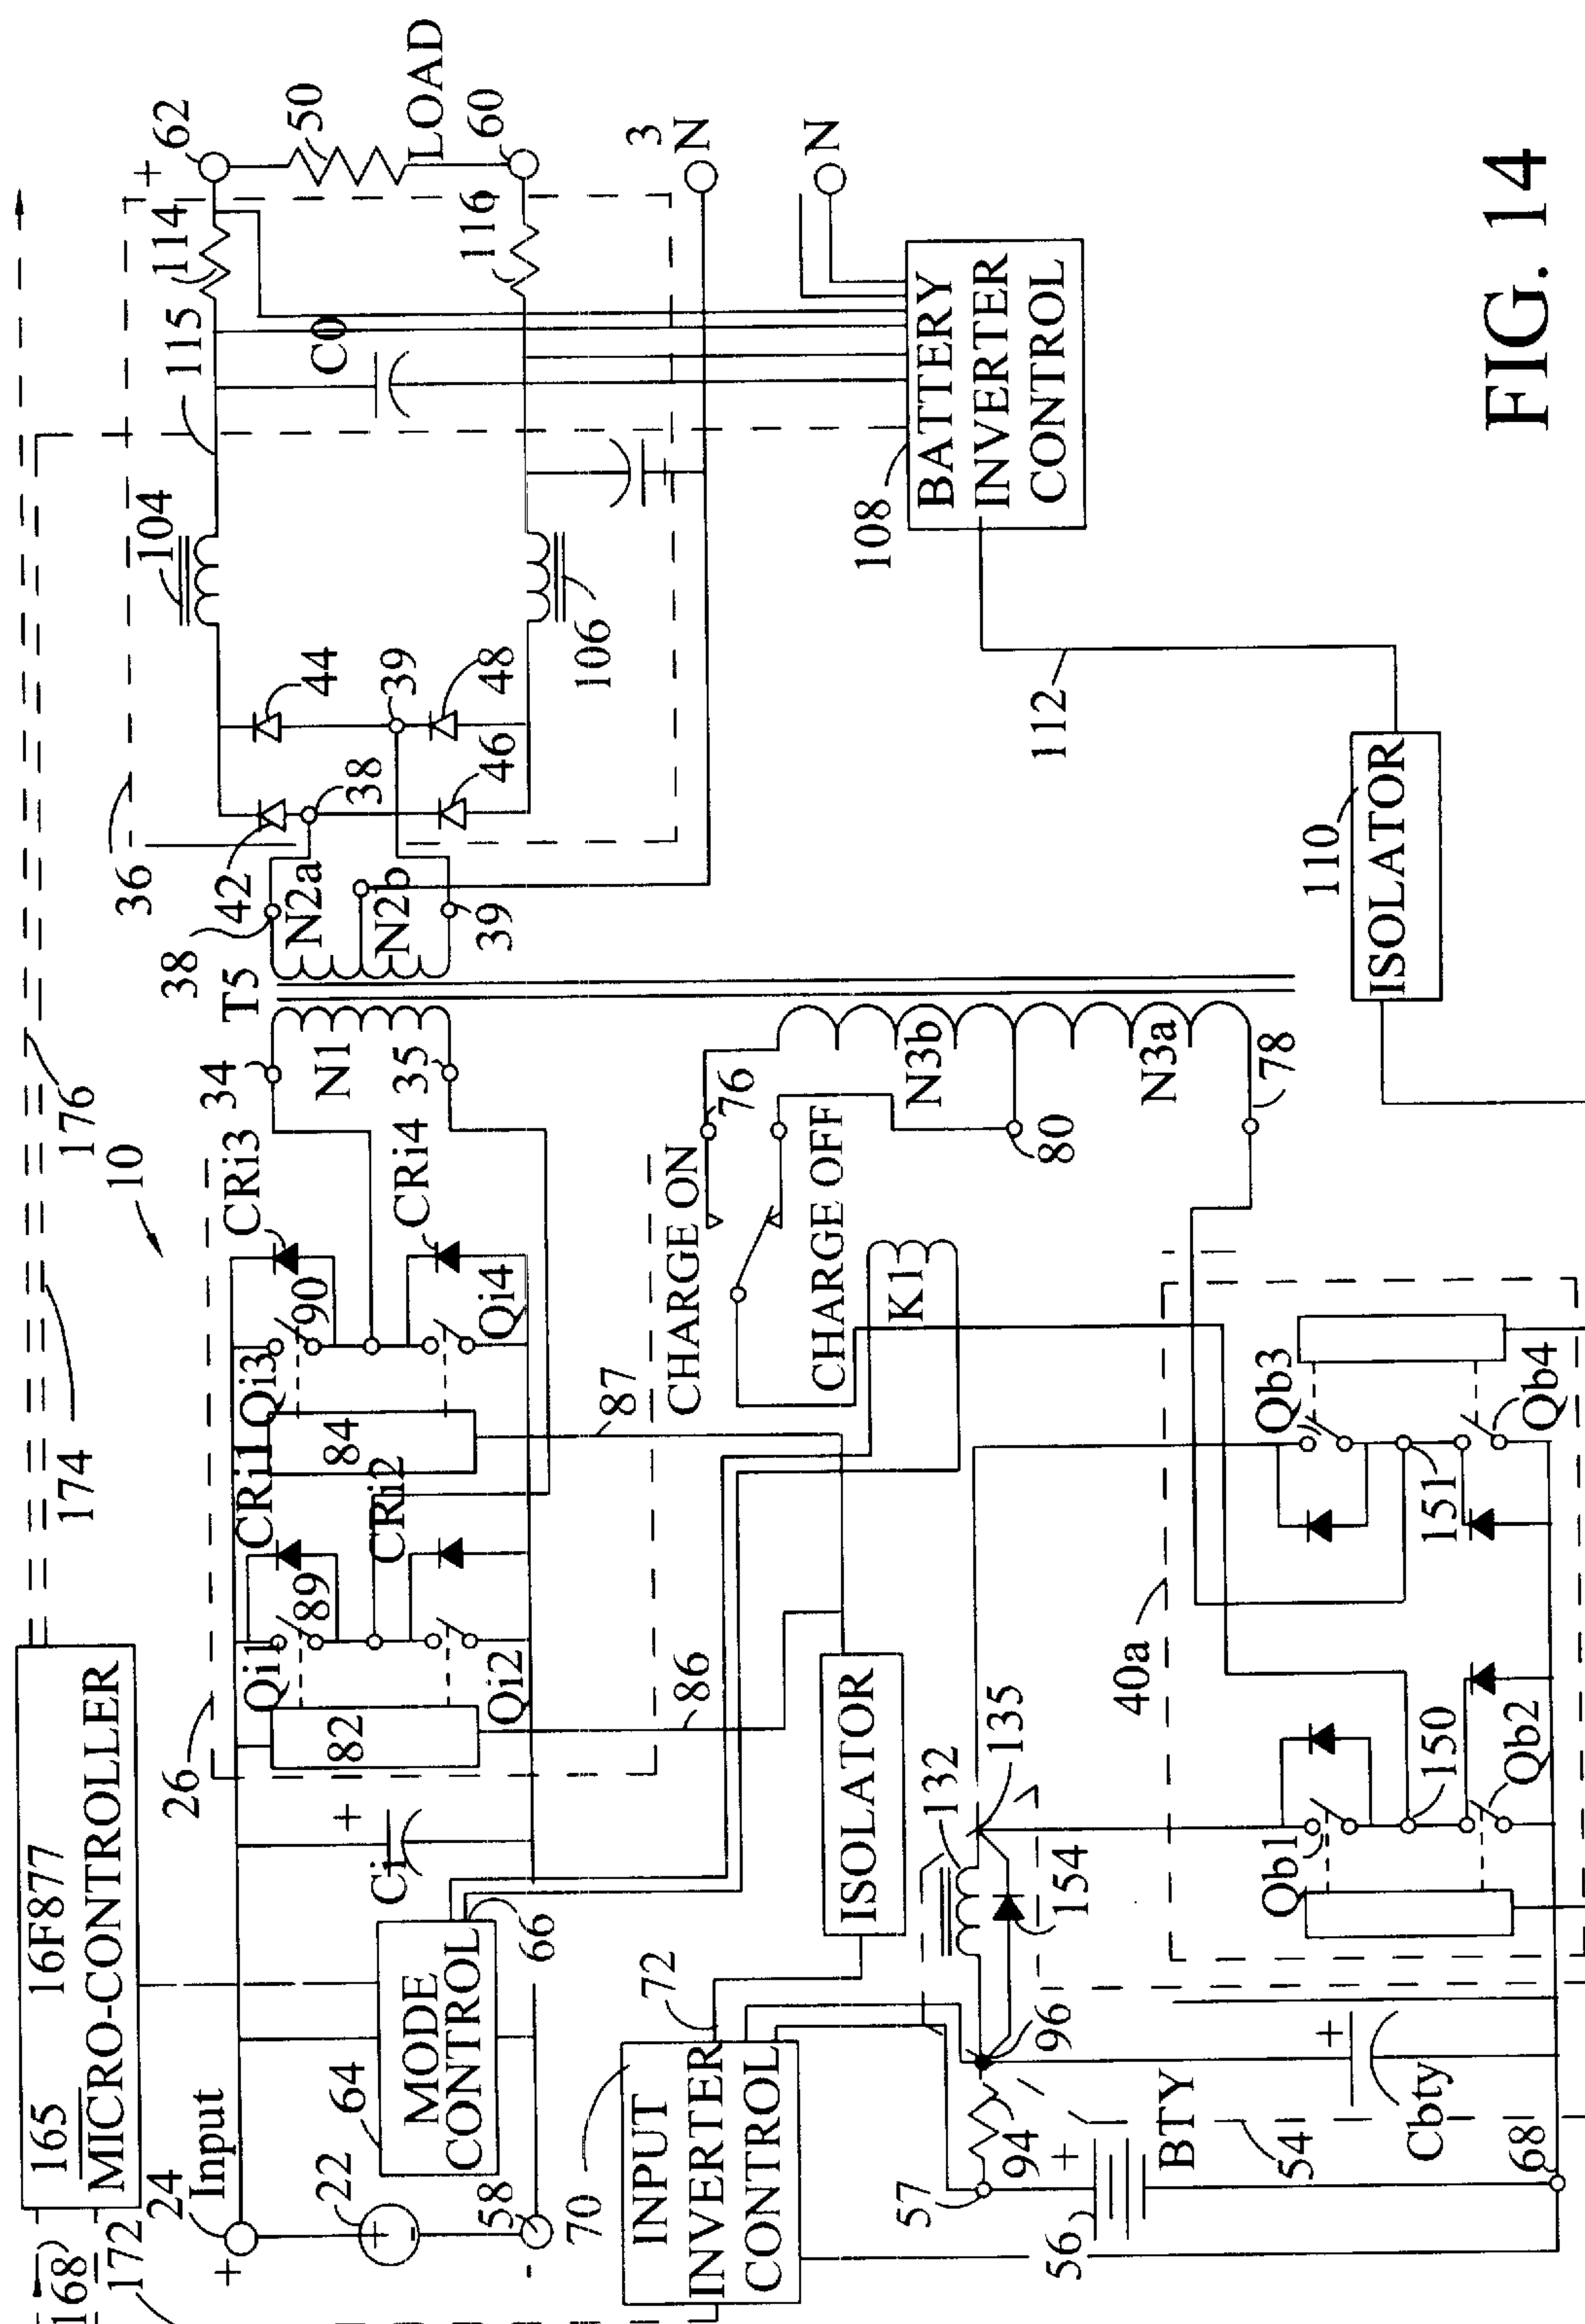 165 16F877
MICRO-CONTROLLER
168
172
174
176
10
24
+
Input
22
+
-
58
-
64
MODE
CONTROL
66
Ci
+
26
Qi1
89
82
Qi2
CRi1
CRi2
Qi3
90
84
Qi4
CRi3
CRi4
86
87
34
N1
35
T5
38
N2a
N2b
39
36
42
38
44
39
46
48
104
106
115
C0
114
116
+
62
50
LOAD
60
3
N
N
+
70
INPUT
INVERTER
CONTROL
72
ISOLATOR
CHARGE ON
CHARGE OFF
K1
76
80
78
N3b
N3a
108
BATTERY
INVERTER
CONTROL
112
110
ISOLATOR
132
135
154
96
94
57
+
56
BTY
54
+
Cbty
68
40a
Qb1
150
Qb2
Qb3
151
Qb4
FIG. 14